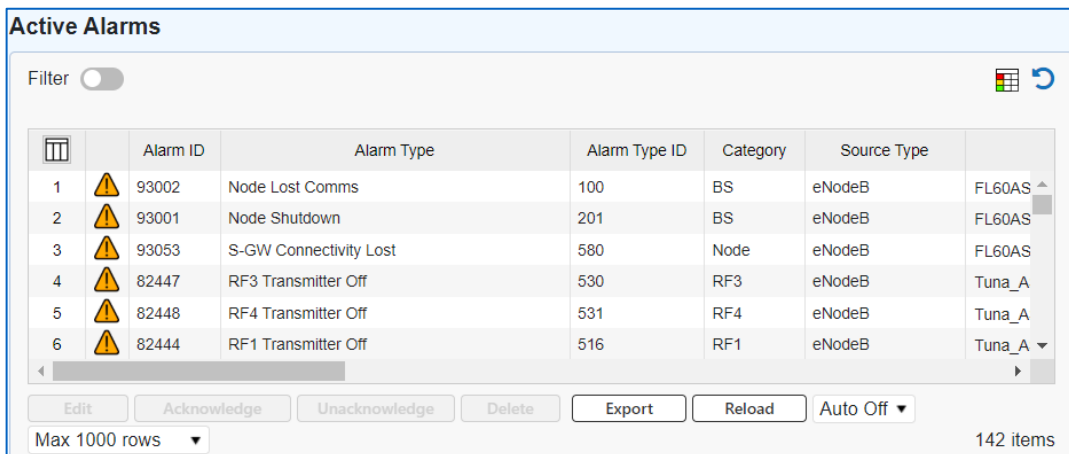 Active Alarms
Filter
Alarm ID Alarm Type Alarm Type ID Category Source Type
1 93002 Node Lost Comms 100 BS eNodeB FL60AS
2 93001 Node Shutdown 201 BS eNodeB FL60AS
3 93053 S-GW Connectivity Lost 580 Node eNodeB FL60AS
4 82447 RF3 Transmitter Off 530 RF3 eNodeB Tuna_A
5 82448 RF4 Transmitter Off 531 RF4 eNodeB Tuna_A
6 82444 RF1 Transmitter Off 516 RF1 eNodeB Tuna_A
Edit Acknowledge Unacknowledge Delete Export Reload Auto Off
Max 1000 rows 142 items